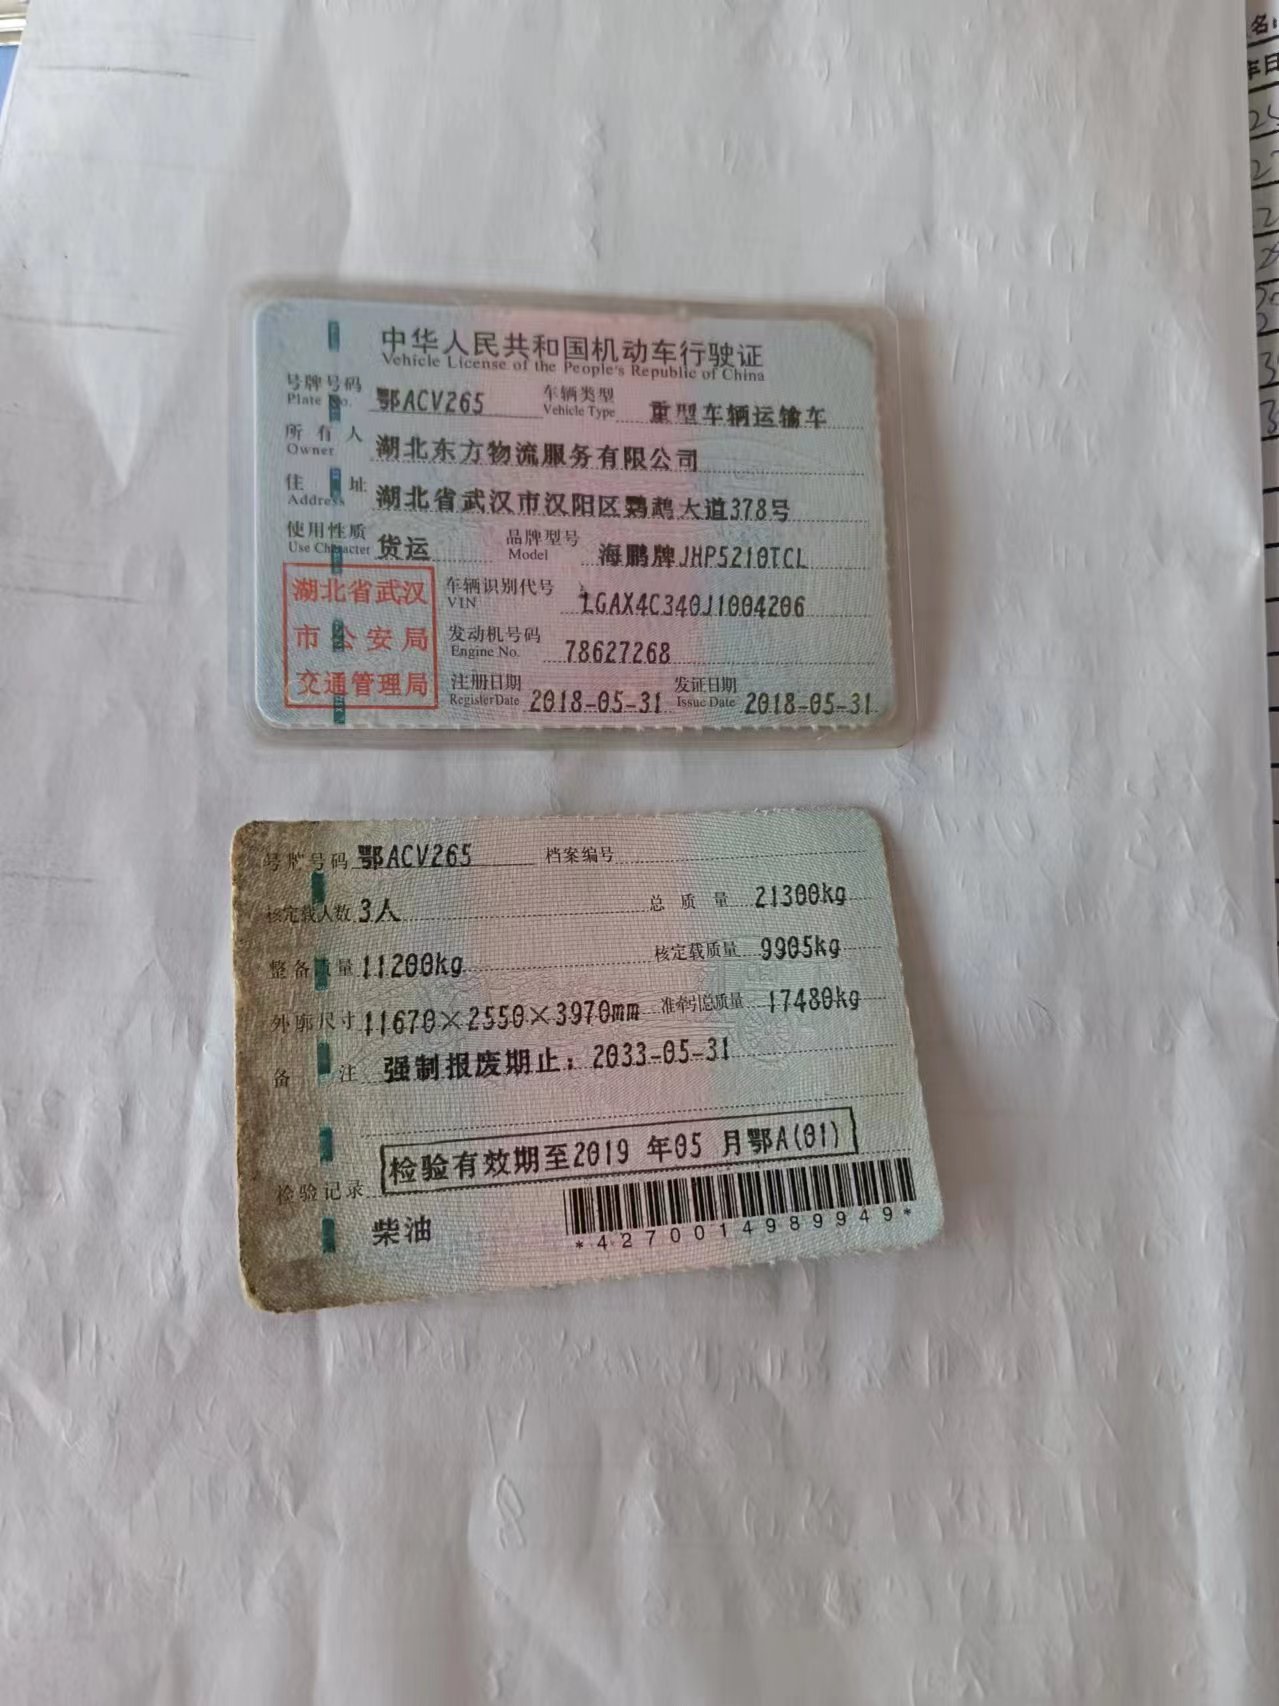 中华人民共和国机动车行驶证
Vehicle License of the People's Republic of China
号牌号码 鄂ACV265 车辆类型 重型车辆运输车
Plate No. Vehicle Type
所有人 湖北东方物流服务有限公司
Owner
住址 湖北省武汉市汉阳区鹦鹉大道378号
Address
使用性质 货运 品牌型号 海鹏牌JHP5210TCL
Use Character Model
湖北省武汉
市公安局
交通管理局
车辆识别代号 LGAX4C340J1004206
VIN
发动机号码 78627268
Engine No.
注册日期 2018-05-31 发证日期 2018-05-31
Register Date Issue Date
号牌号码 鄂ACV265 档案编号
核定载人数 3人 总质量 21300kg
整备质量 11200kg 核定载质量 9905kg
外廓尺寸 11670×2550×3970mm 准牵引总质量 17480kg
备注 强制报废期止:2033-05-31
检验有效期至2019 年05 月鄂A(01)
检验记录
柴油
*4270014989949*